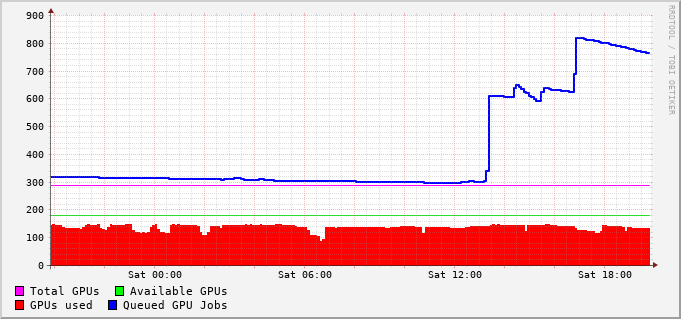 900
800
700
600
500
400
300
200
100
0
Sat 00:00 Sat 06:00 Sat 12:00 Sat 18:00
Total GPUs Available GPUs
GPUs used Queued GPU Jobs
RRDTOOL / TOBI OETIKER